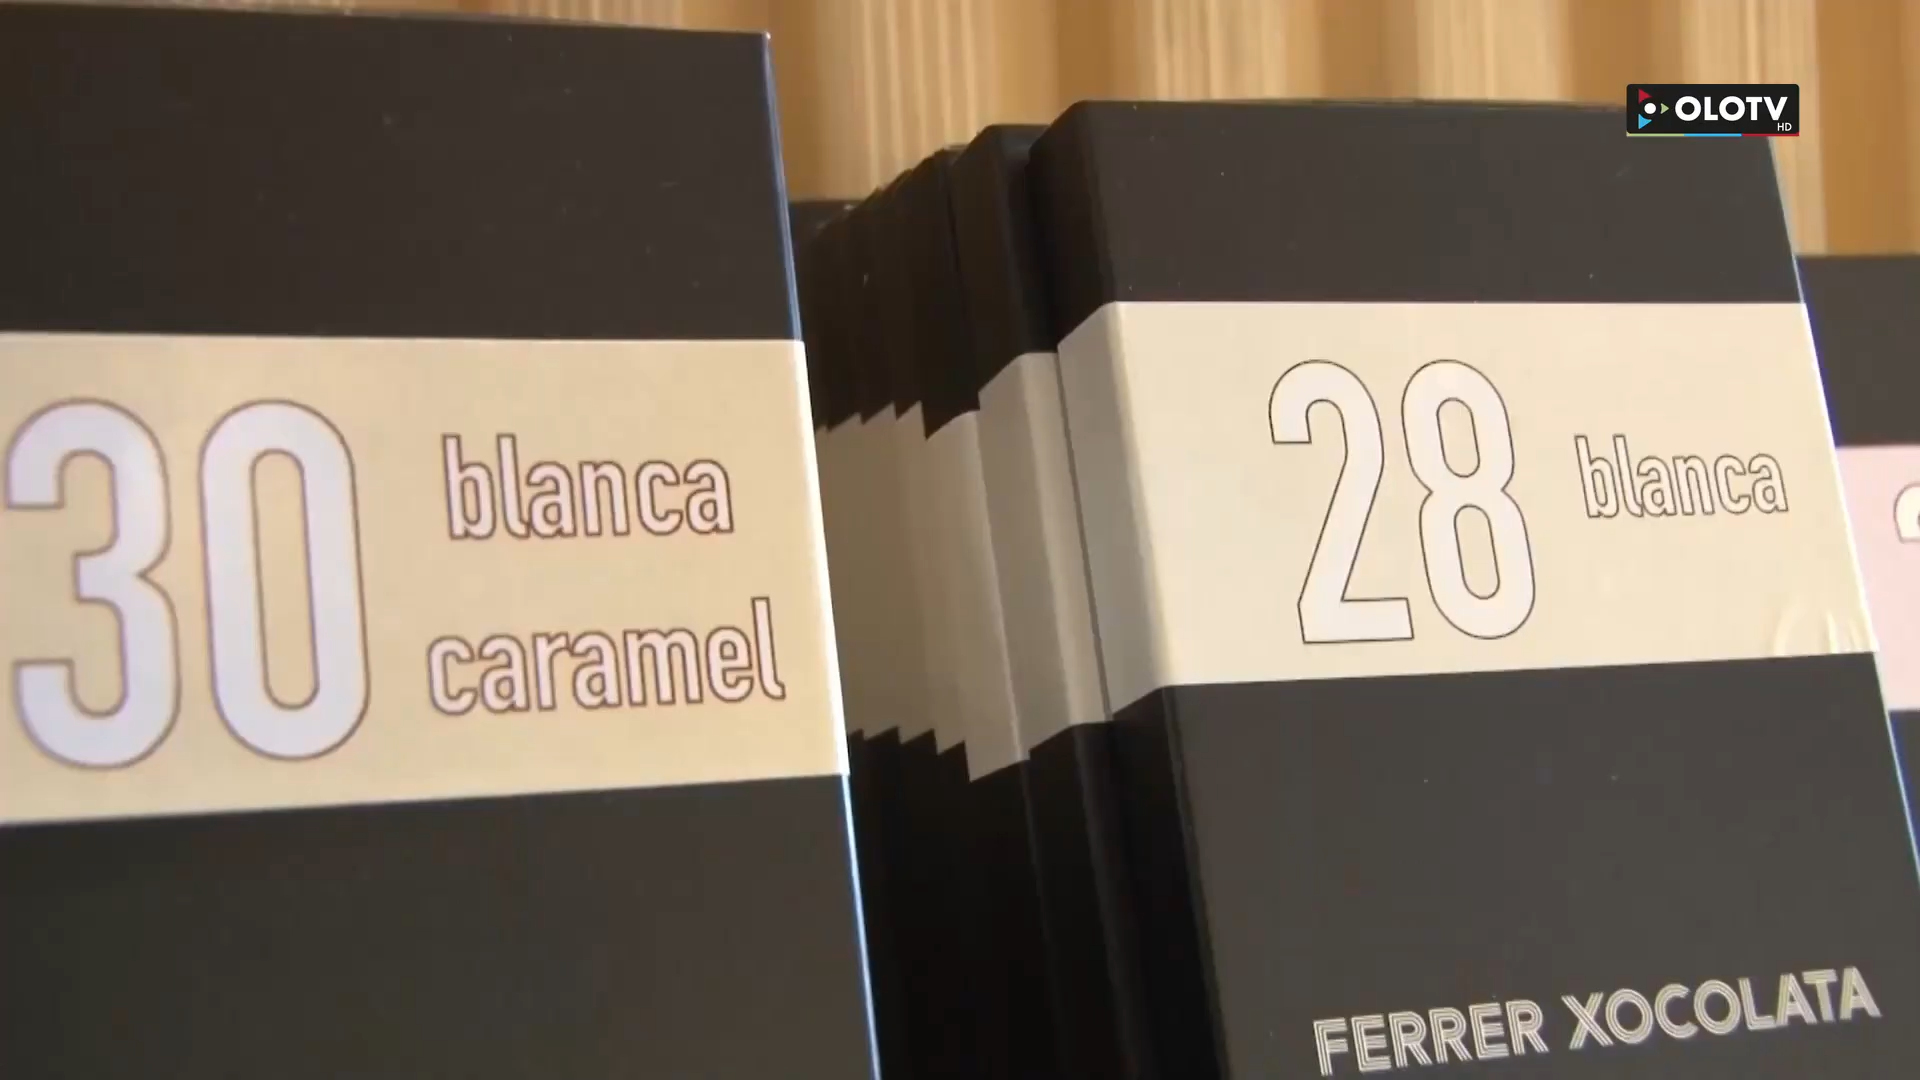 OLOTV
HD
30
blanca
caramel
28
blanca
FERRER XOCOLATA